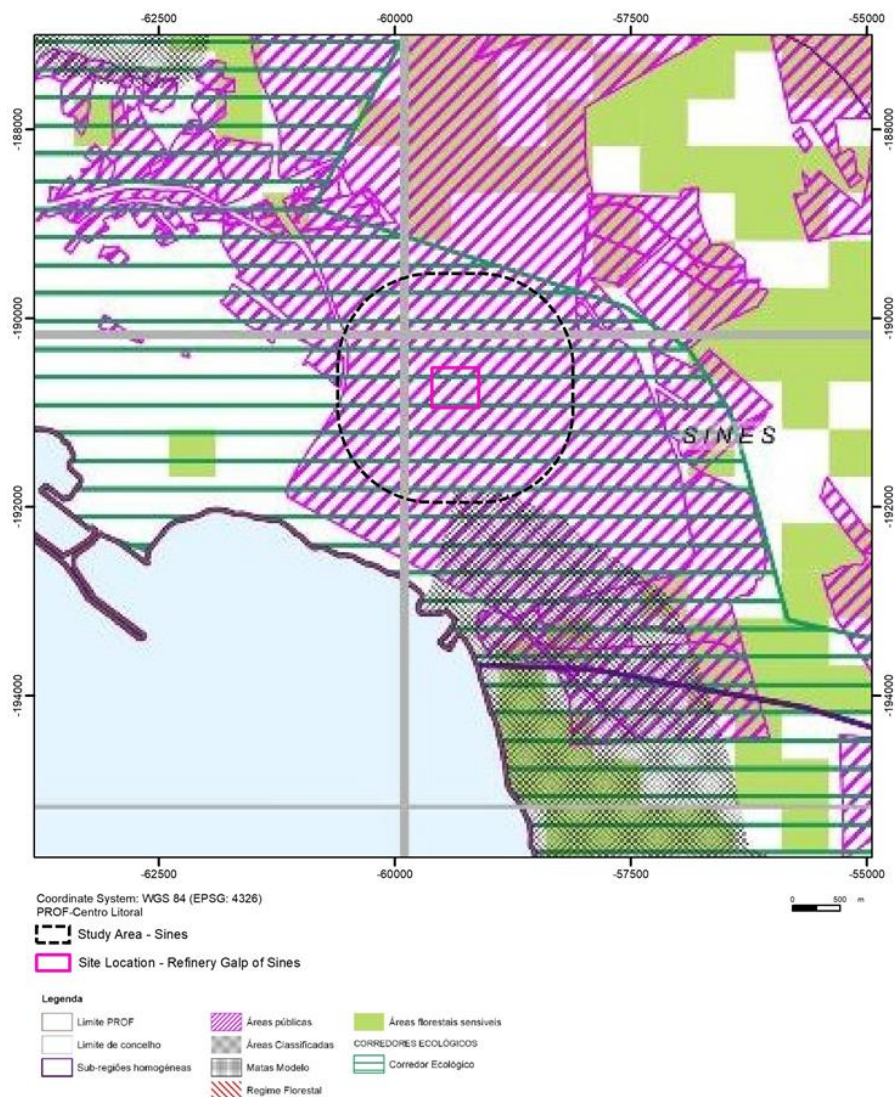 -62500 -60000 -57500 -55000
-188000 -188000
-190000 -190000
SINES
-192000 -192000
-194000 -194000
-62500 -60000 -57500 -55000
Coordinate System: WGS 84 (EPSG: 4326)
PROF-Centro Litoral
0 500 m
Study Area - Sines
Site Location - Refinery Galp of Sines
Legenda
Limite PROF
Limite de concelho
Sub-regiões homogéneas
Áreas públicas
Áreas Classificadas
Matas Modelo
Regime Florestal
Áreas florestais sensíveis
CORREDORES ECOLÓGICOS
Corredor Ecológico